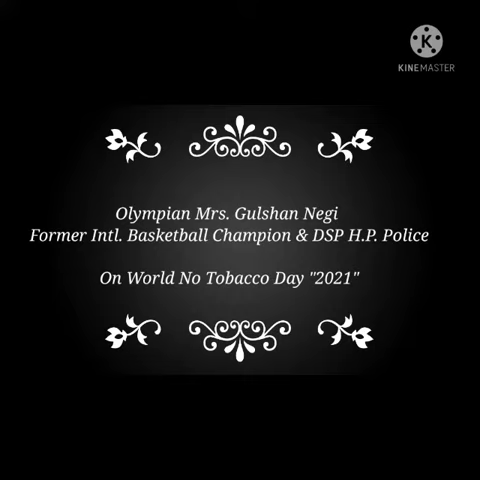 K
KINEMASTER
Olympian Mrs. Gulshan Negi
Former Intl. Basketball Champion & DSP H.P. Police
On World No Tobacco Day "2021"